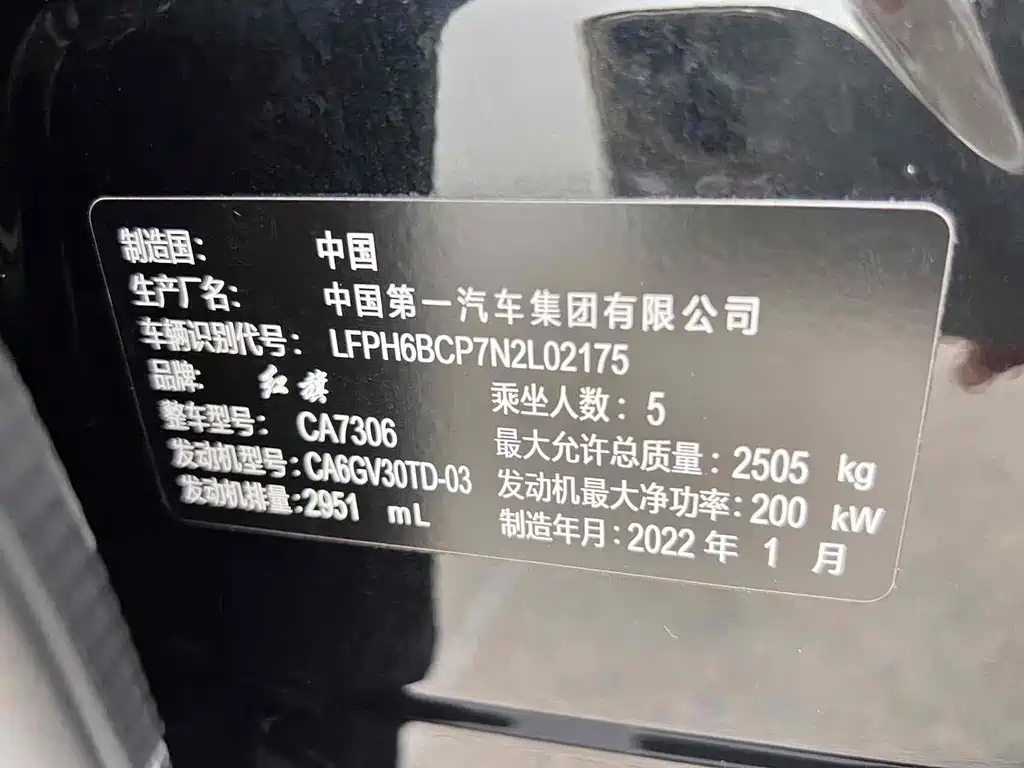 制造国： 中国
生产厂名： 中国第一汽车集团有限公司
车辆识别代号： LFPH6BCP7N2L02175
品牌: 红旗 乘坐人数： 5
整车型号： CA7306 最大允许总质量：2505 kg
发动机型号:CA6GV30TD-03 发动机最大净功率:200 kW
发动机排量:2951 mL 制造年月:2022 年 1 月